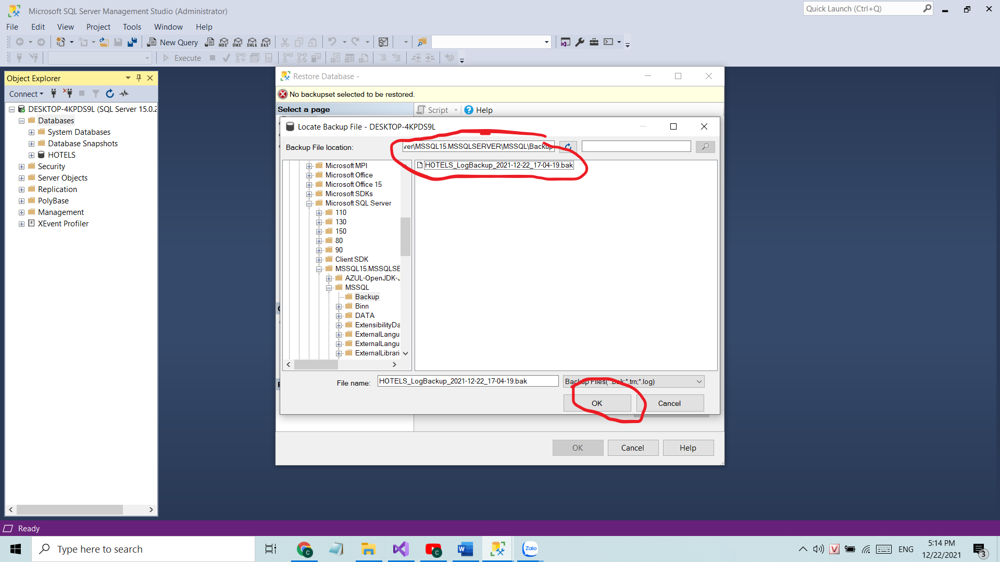 Microsoft SQL Server Management Studio (Administrator)
Quick Launch (Ctrl+Q)
File Edit View Project Tools Window Help
New Query MDX DMX XMLA DAX
Execute
Object Explorer
Connect
DESKTOP-4KPDS9L (SQL Server 15.0.2
Databases
System Databases
Database Snapshots
HOTELS
Security
Server Objects
Replication
PolyBase
Management
XEvent Profiler
Restore Database -
No backupset selected to be restored.
Select a page
Script Help
Locate Backup File - DESKTOP-4KPDS9L
Backup File location: ver\MSSQL15.MSSQLSERVER\MSSQL\Backup
HOTELS_LogBackup_2021-12-22_17-04-19.bak
Microsoft MPI
Microsoft Office
Microsoft Office 15
Microsoft SDKs
Microsoft SQL Server
110
130
150
80
90
Client SDK
MSSQL15.MSSQLSE
AZUL-OpenJDK-J
MSSQL
Backup
Binn
DATA
ExtensibilityDa
ExternalLangu
ExternalLangu
ExternalLibrari
File name: HOTELS_LogBackup_2021-12-22_17-04-19.bak
Backup Files(*.bak;*.trn;*.log)
OK Cancel
OK Cancel Help
Ready
Type here to search
Zalo
ENG
5:14 PM
12/22/2021
3